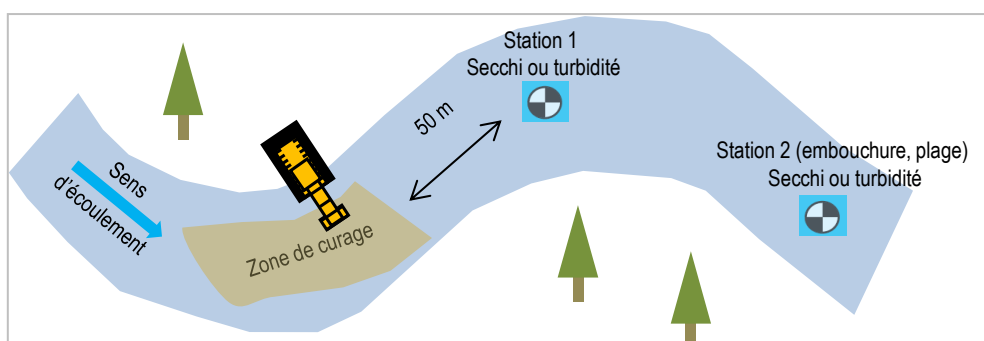 Sens
d'écoulement
Zone de curage
50 m
Station 1
Secchi ou turbidité
Station 2 (embouchure, plage)
Secchi ou turbidité